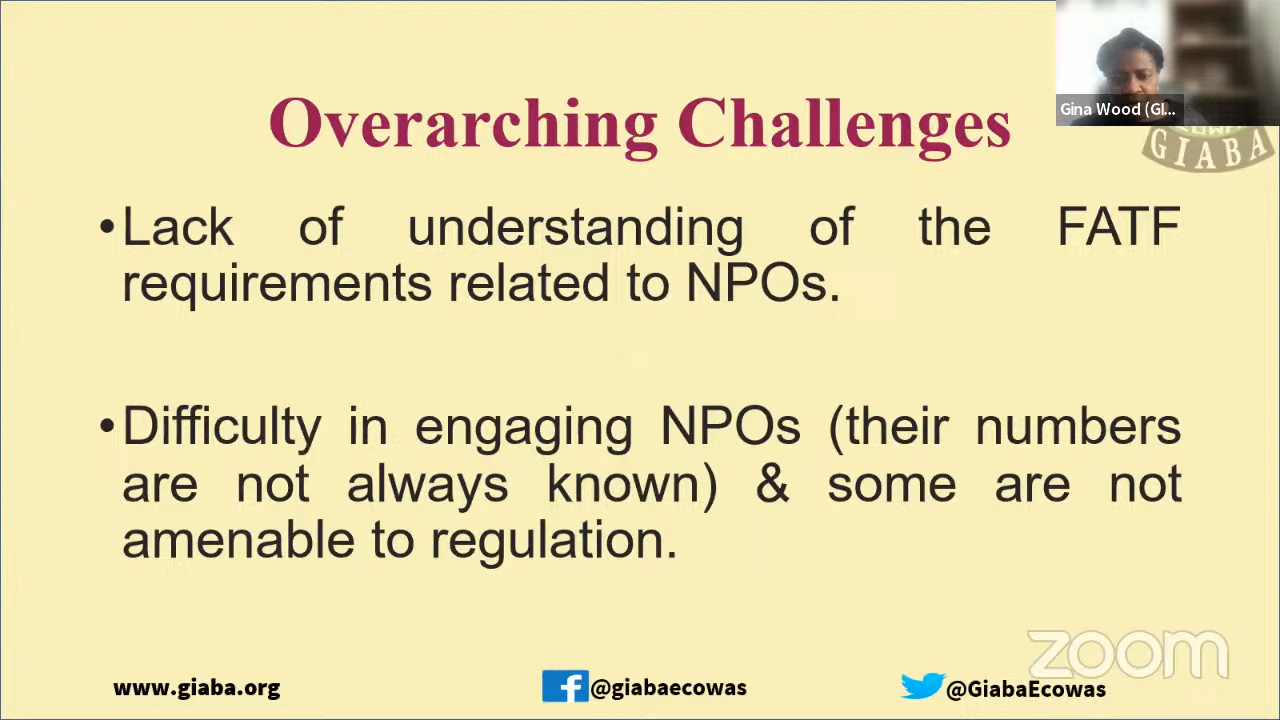 Gina Wood (GI...
GIABA
Overarching Challenges
•Lack of understanding of the FATF
requirements related to NPOs.
•Difficulty in engaging NPOs (their numbers
are not always known) & some are not
amenable to regulation.
zoom
www.giaba.org
@giabaecowas
@GiabaEcowas